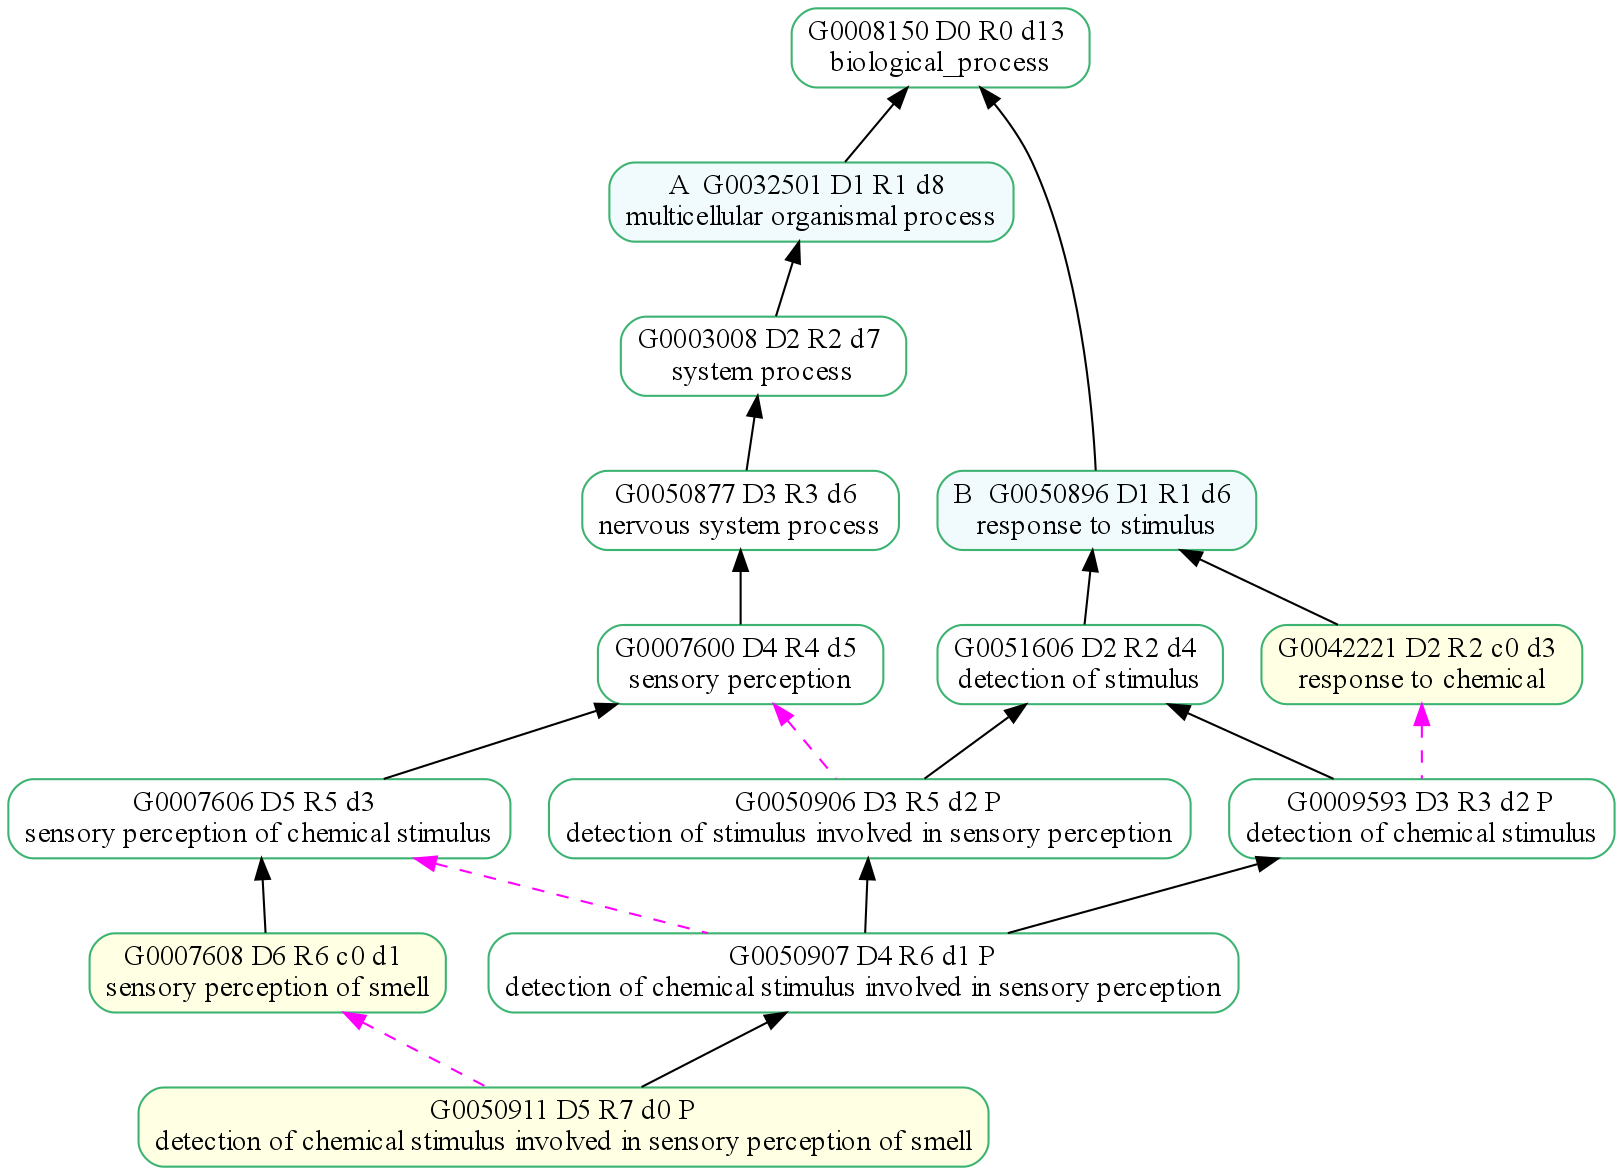 G0008150 D0 R0 d13
biological_process
A G0032501 D1 R1 d8
multicellular organismal process
G0003008 D2 R2 d7
system process
G0050877 D3 R3 d6
nervous system process
B G0050896 D1 R1 d6
response to stimulus
G0007600 D4 R4 d5
sensory perception
G0051606 D2 R2 d4
detection of stimulus
G0042221 D2 R2 c0 d3
response to chemical
G0007606 D5 R5 d3
sensory perception of chemical stimulus
G0050906 D3 R5 d2 P
detection of stimulus involved in sensory perception
G0009593 D3 R3 d2 P
detection of chemical stimulus
G0007608 D6 R6 c0 d1
sensory perception of smell
G0050907 D4 R6 d1 P
detection of chemical stimulus involved in sensory perception
G0050911 D5 R7 d0 P
detection of chemical stimulus involved in sensory perception of smell